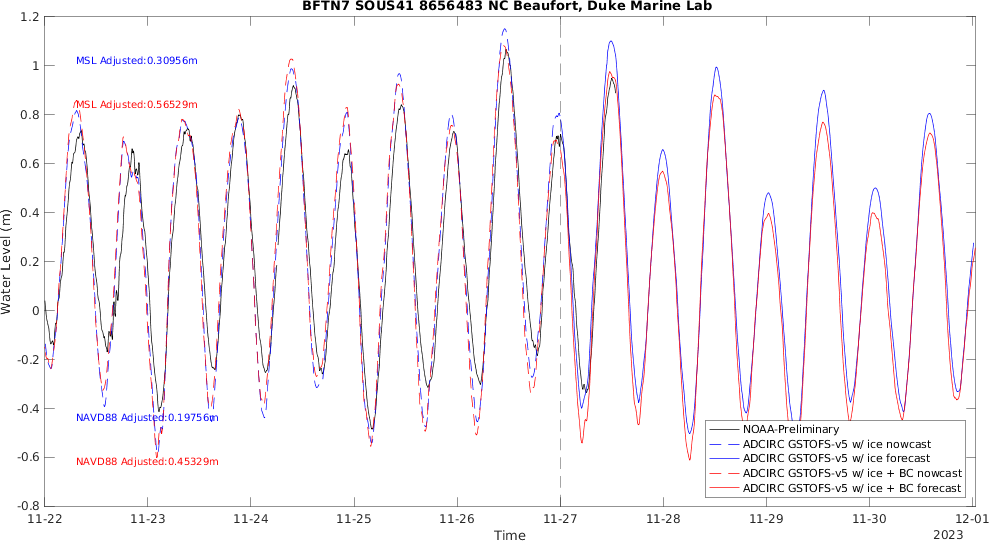 BFTN7 SOUS41 8656483 NC Beaufort, Duke Marine Lab
1.2
1
0.8
0.6
0.4
0.2
0
-0.2
-0.4
-0.6
-0.8
Water Level (m)
MSL Adjusted:0.30956m
MSL Adjusted:0.56529m
NAVD88 Adjusted:0.19756m
NAVD88 Adjusted:0.45329m
NOAA-Preliminary
ADCIRC GSTOFS-v5 w/ ice nowcast
ADCIRC GSTOFS-v5 w/ ice forecast
ADCIRC GSTOFS-v5 w/ ice + BC nowcast
ADCIRC GSTOFS-v5 w/ ice + BC forecast
11-22 11-23 11-24 11-25 11-26 11-27 11-28 11-29 11-30 12-01
Time
2023